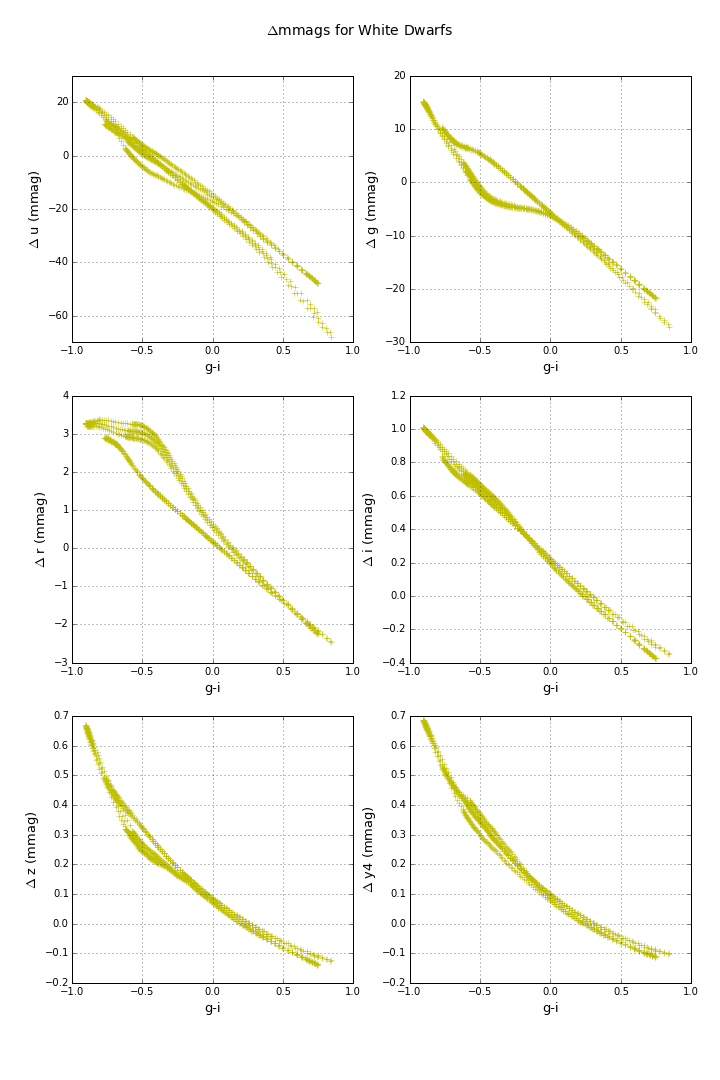 Δmmags for White Dwarfs
20
0
−20
−40
−60
Δ u (mmag)
−1.0 −0.5 0.0 0.5 1.0
g-i
20
10
0
−10
−20
−30
Δ g (mmag)
−1.0 −0.5 0.0 0.5 1.0
g-i
4
3
2
1
0
−1
−2
−3
Δ r (mmag)
−1.0 −0.5 0.0 0.5 1.0
g-i
1.2
1.0
0.8
0.6
0.4
0.2
0.0
−0.2
−0.4
Δ i (mmag)
−1.0 −0.5 0.0 0.5 1.0
g-i
0.7
0.6
0.5
0.4
0.3
0.2
0.1
0.0
−0.1
−0.2
Δ z (mmag)
−1.0 −0.5 0.0 0.5 1.0
g-i
0.7
0.6
0.5
0.4
0.3
0.2
0.1
0.0
−0.1
−0.2
Δ y4 (mmag)
−1.0 −0.5 0.0 0.5 1.0
g-i